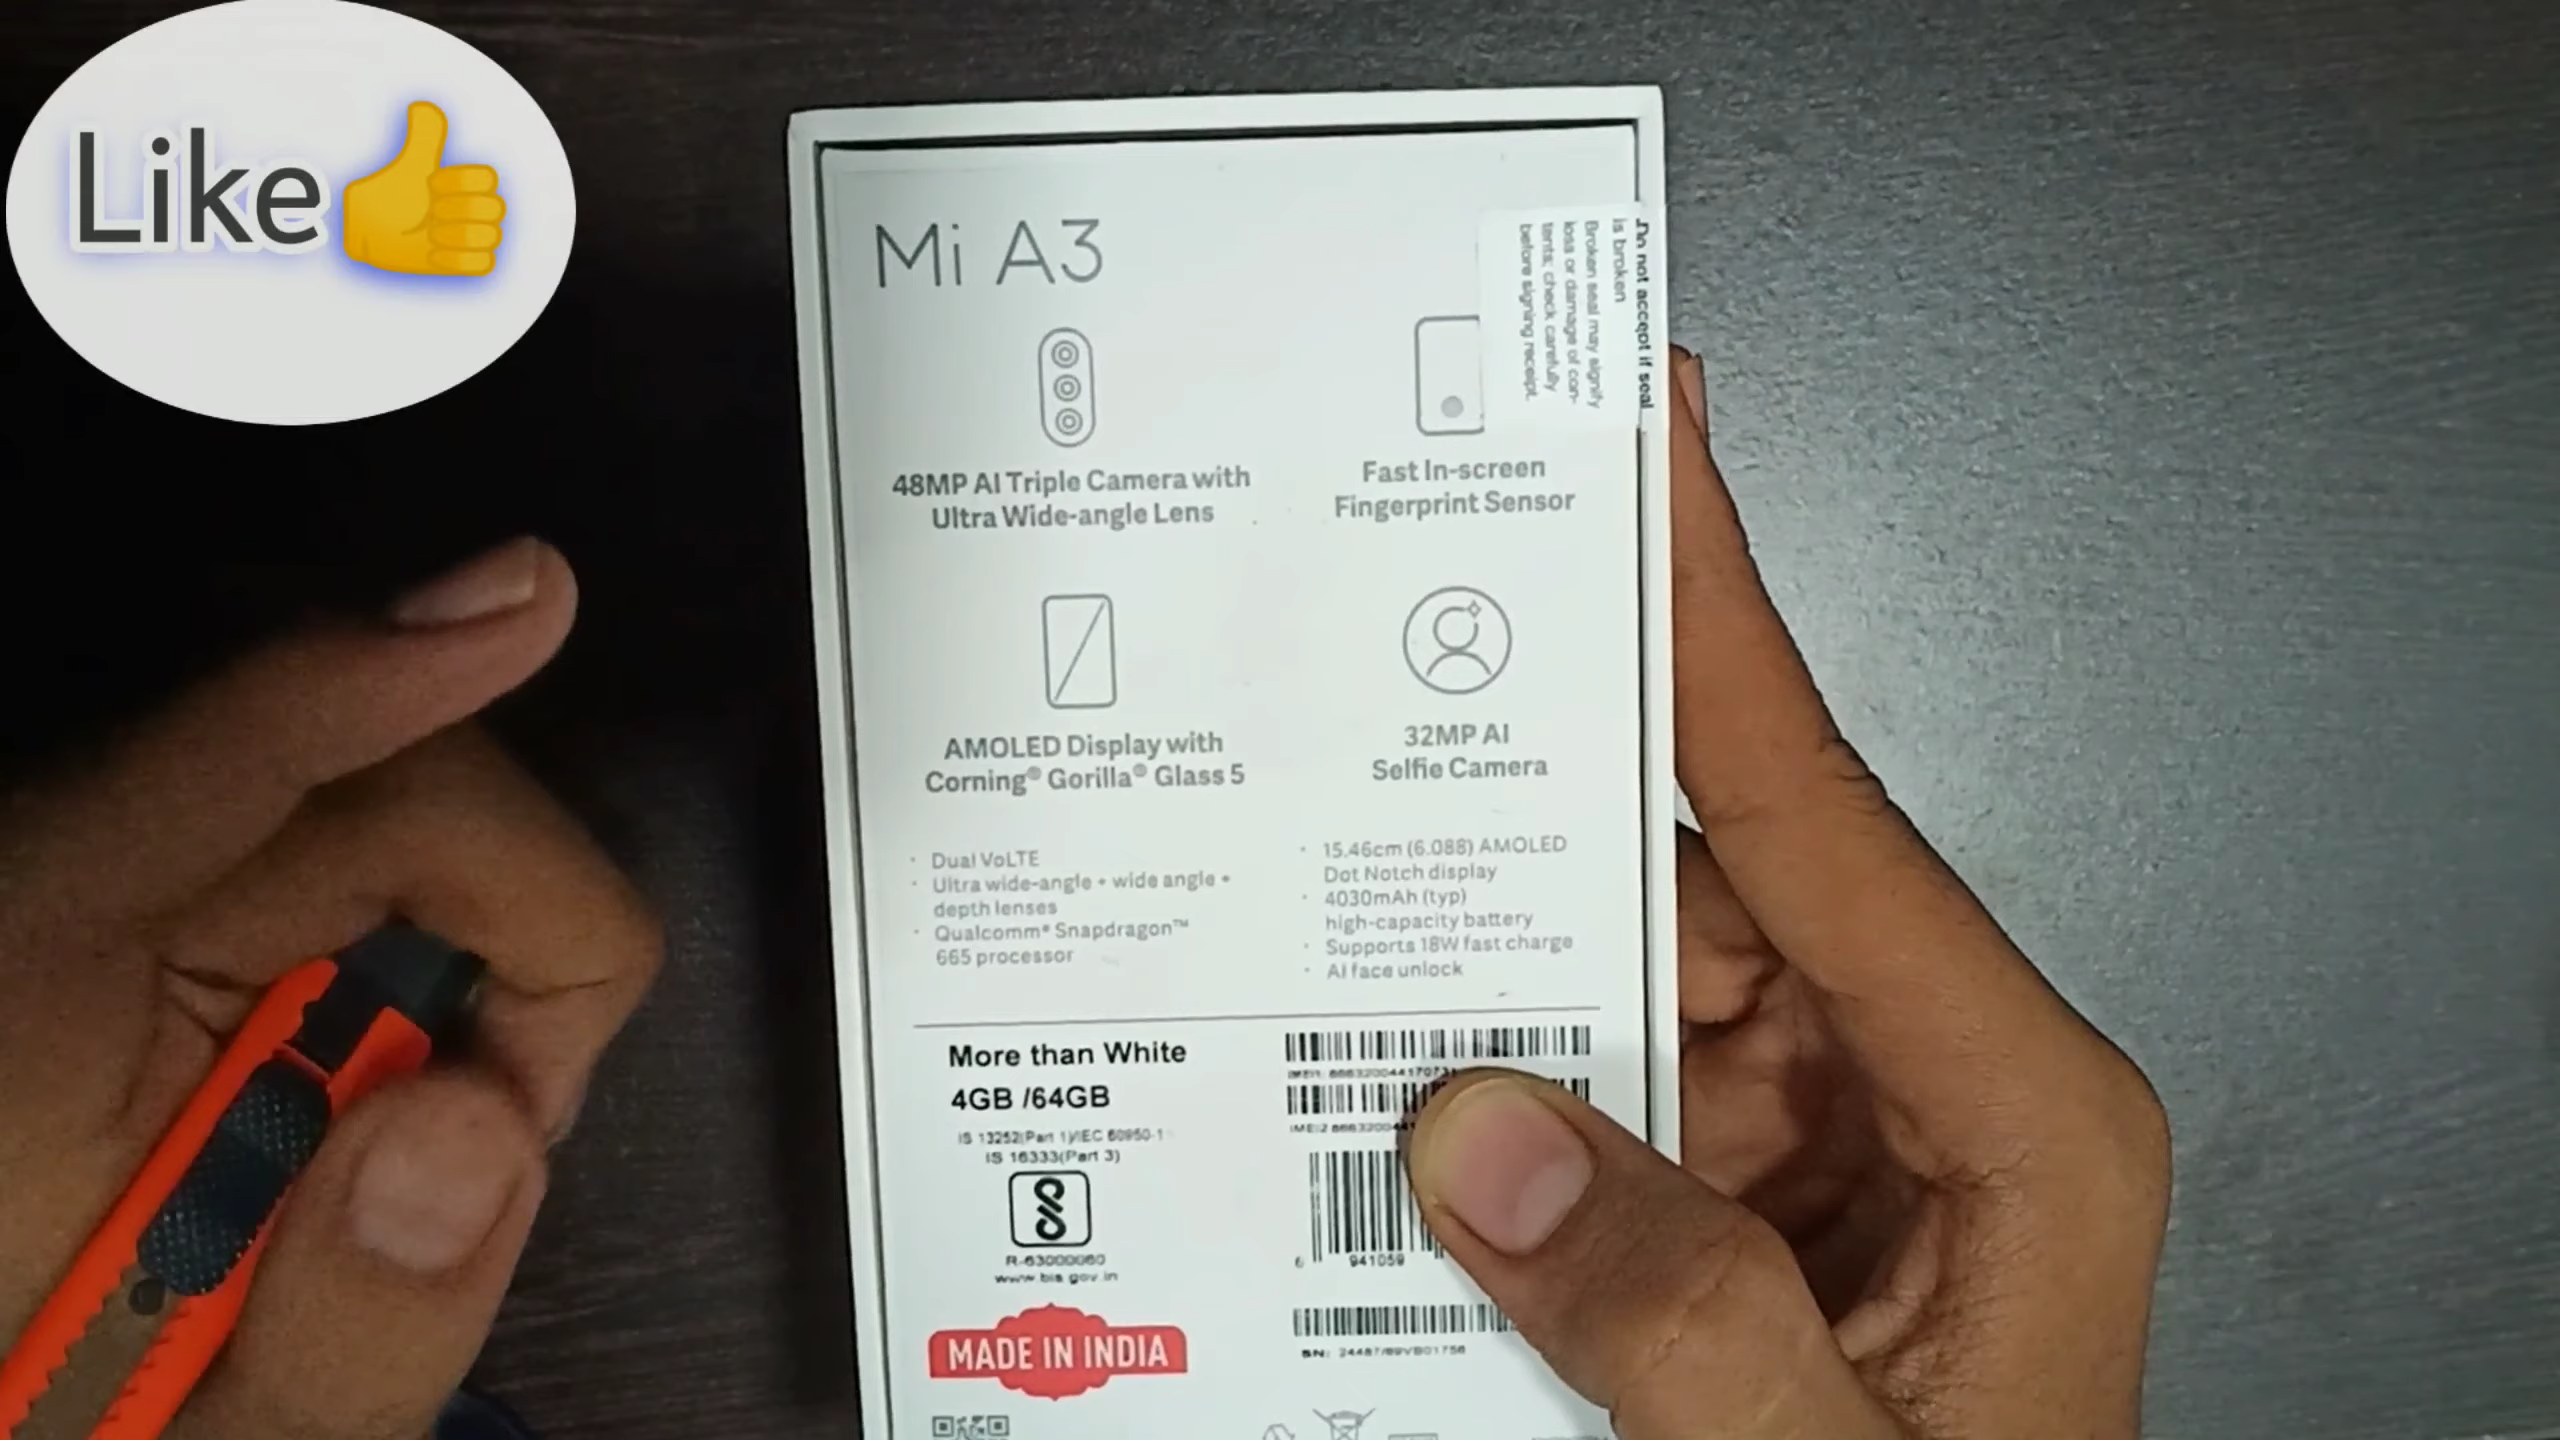 Like
Mi A3
Do not accept if seal
is broken
Broken seal may signify
loss or damage of con-
tents; check carefully
before signing receipt.
48MP AI Triple Camera with
Ultra Wide-angle Lens
Fast In-screen
Fingerprint Sensor
AMOLED Display with
Corning® Gorilla® Glass 5
32MP AI
Selfie Camera
• Dual VoLTE
• Ultra wide-angle + wide angle +
depth lenses
• Qualcomm® Snapdragon™
665 processor
• 15.46cm (6.088) AMOLED
Dot Notch display
• 4030mAh (typ)
high-capacity battery
• Supports 18W fast charge
• AI face unlock
More than White
4GB /64GB
IS 13252(Part 1)/IEC 60950-1
IS 16333(Part 3)
R-63000060
www.bis.gov.in
MADE IN INDIA
IMEI1:
IMEI2
6 941059
SN: